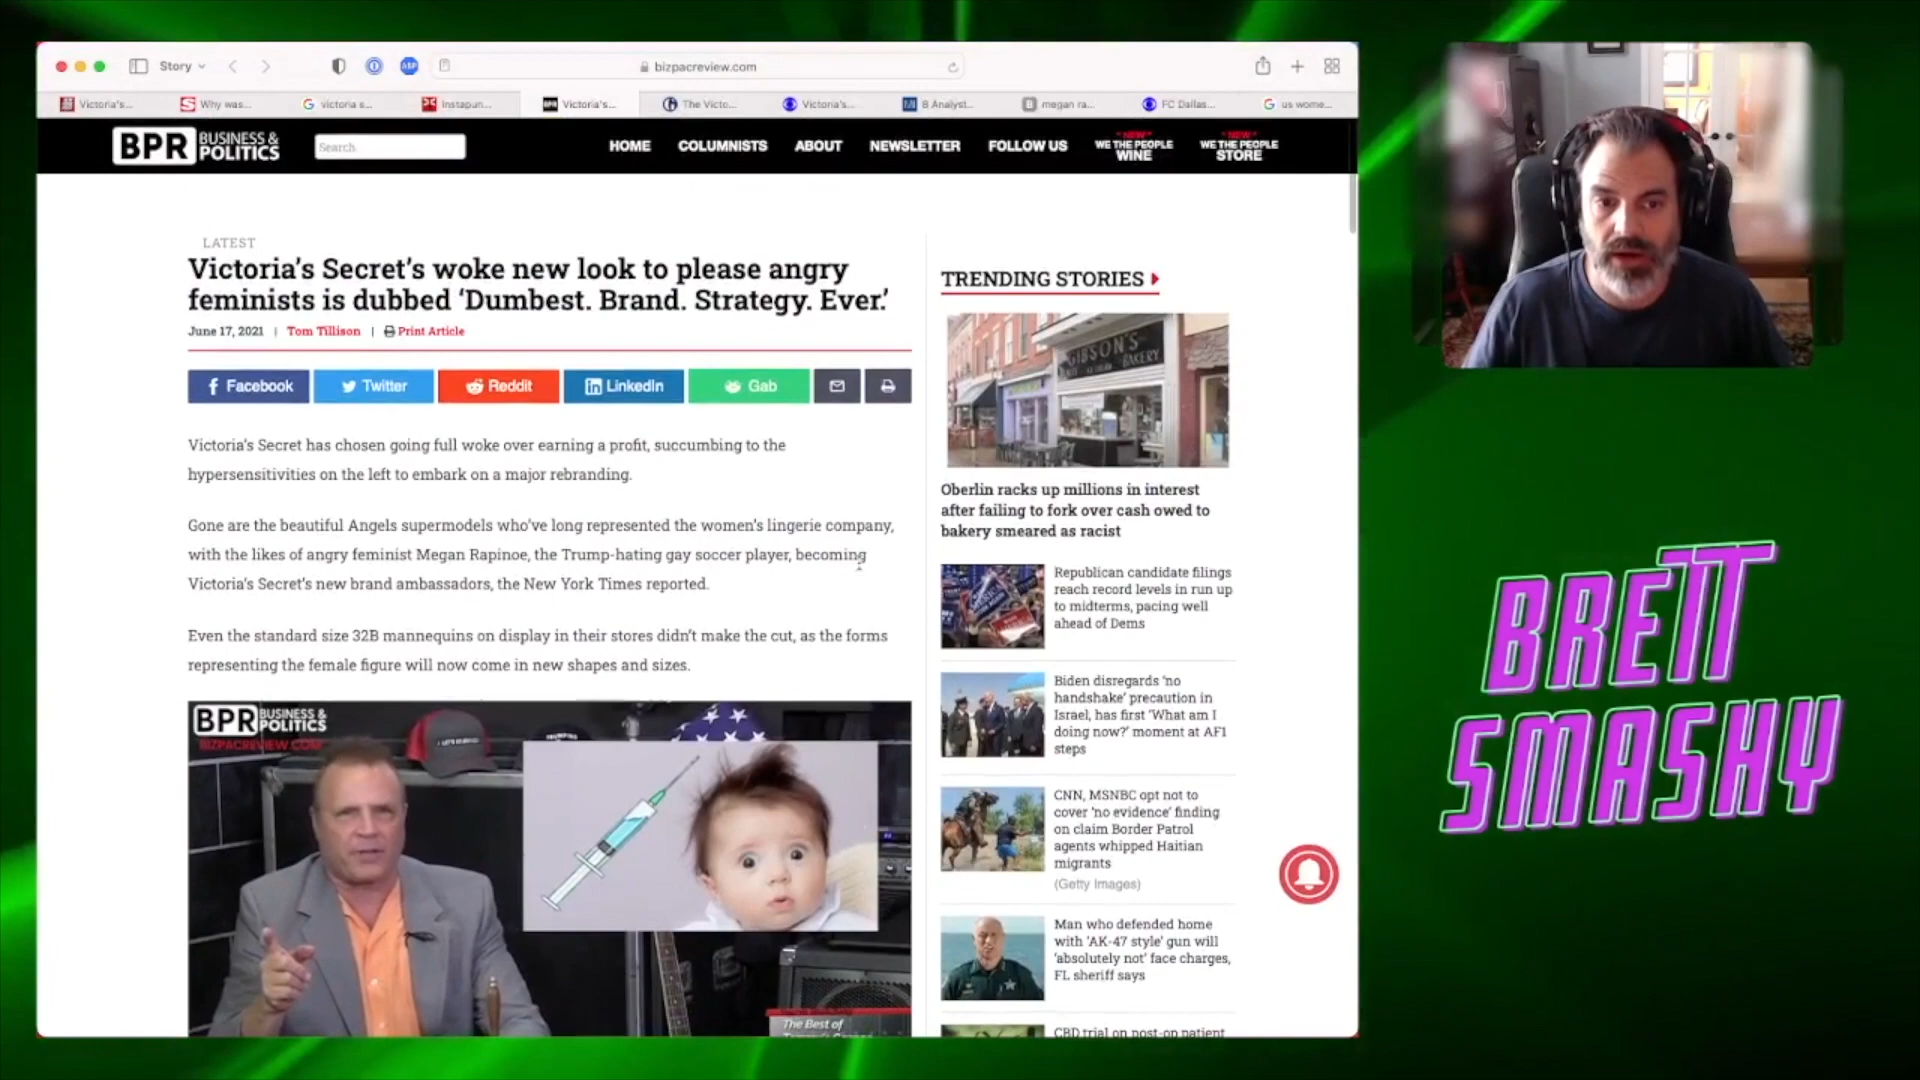 Story
bizpacreview.com
Victoria's...
Why was...
victoria s...
Instapun...
Victoria's...
The Victo...
Victoria's...
8 Analyst...
megan ra...
FC Dallas...
us wome...
BPR BUSINESS &
POLITICS
Search
HOME
COLUMNISTS
ABOUT
NEWSLETTER
FOLLOW US
"NEW"
WE THE PEOPLE
WINE
"NEW"
WE THE PEOPLE
STORE
LATEST
Victoria's Secret's woke new look to please angry
feminists is dubbed 'Dumbest. Brand. Strategy. Ever.'
June 17, 2021 | Tom Tillison | Print Article
Facebook
Twitter
Reddit
LinkedIn
Gab
Victoria's Secret has chosen going full woke over earning a profit, succumbing to the
hypersensitivities on the left to embark on a major rebranding.
Gone are the beautiful Angels supermodels who've long represented the women's lingerie company,
with the likes of angry feminist Megan Rapinoe, the Trump-hating gay soccer player, becoming
Victoria's Secret's new brand ambassadors, the New York Times reported.
Even the standard size 32B mannequins on display in their stores didn't make the cut, as the forms
representing the female figure will now come in new shapes and sizes.
BPR BUSINESS &
POLITICS
BIZPACREVIEW.COM
The Best of
TRENDING STORIES
GIBSON'S
BAKERY
Oberlin racks up millions in interest
after failing to fork over cash owed to
bakery smeared as racist
Republican candidate filings
reach record levels in run up
to midterms, pacing well
ahead of Dems
Biden disregards 'no
handshake' precaution in
Israel, has first 'What am I
doing now?' moment at AF1
steps
CNN, MSNBC opt not to
cover 'no evidence' finding
on claim Border Patrol
agents whipped Haitian
migrants
(Getty Images)
Man who defended home
with 'AK-47 style' gun will
'absolutely not' face charges,
FL sheriff says
CBD trial on post-op patient
BRETT
SMASHY